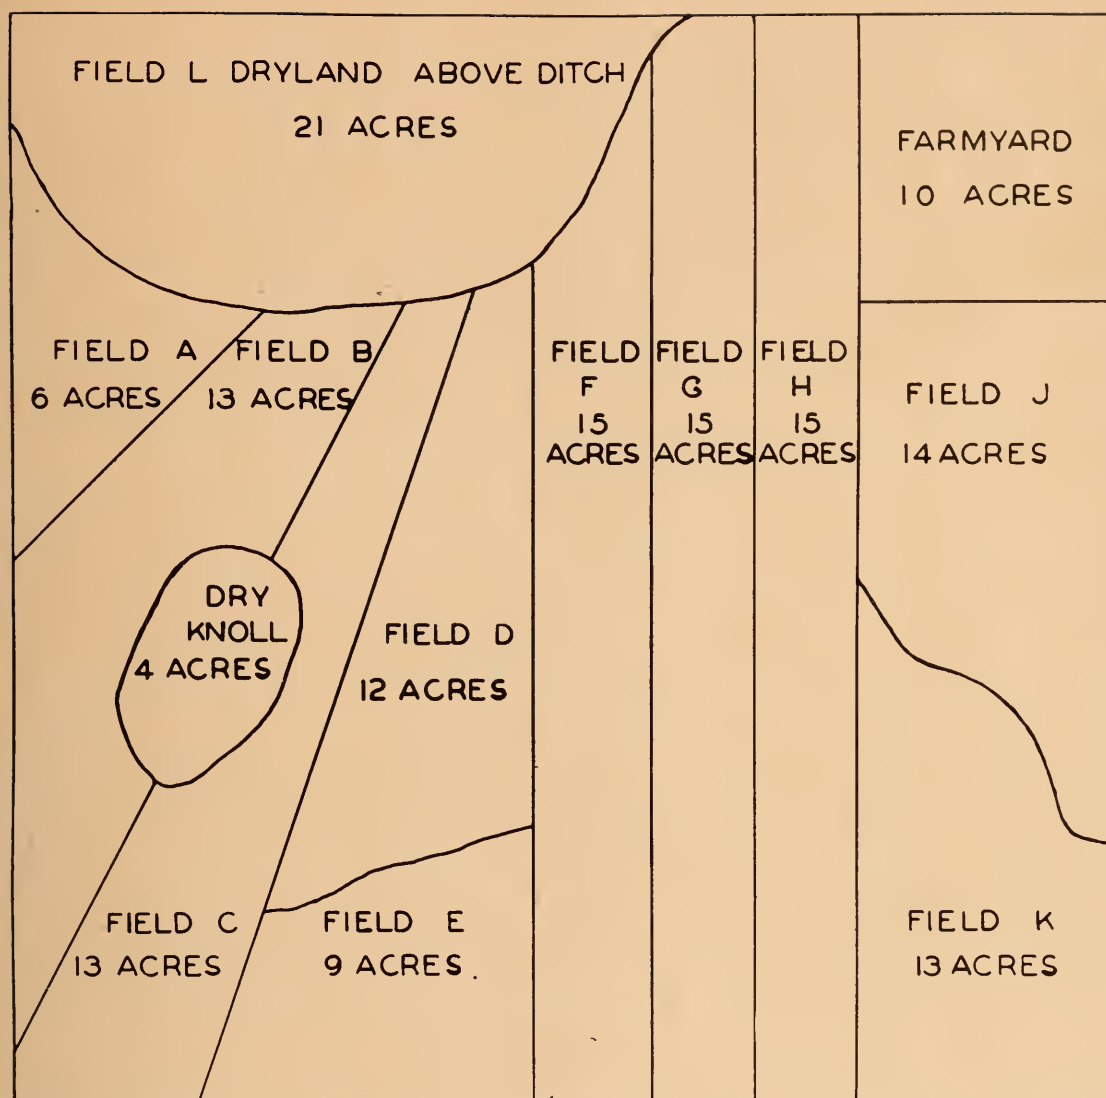 FIELD L DRYLAND ABOVE DITCH
21 ACRES
FARMYARD
10 ACRES
FIELD A
6 ACRES
FIELD B
13 ACRES
FIELD
F
15
ACRES
FIELD
G
15
ACRES
FIELD
H
15
ACRES
FIELD J
14 ACRES
DRY
KNOLL
4 ACRES
FIELD D
12 ACRES
FIELD C
13 ACRES
FIELD E
9 ACRES.
FIELD K
13 ACRES